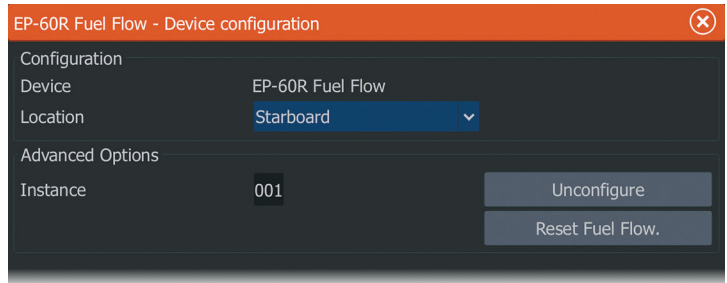 EP-60R Fuel Flow - Device configuration
Configuration
Device EP-60R Fuel Flow
Location Starboard
Advanced Options
Instance 001 Unconfigure
Reset Fuel Flow.